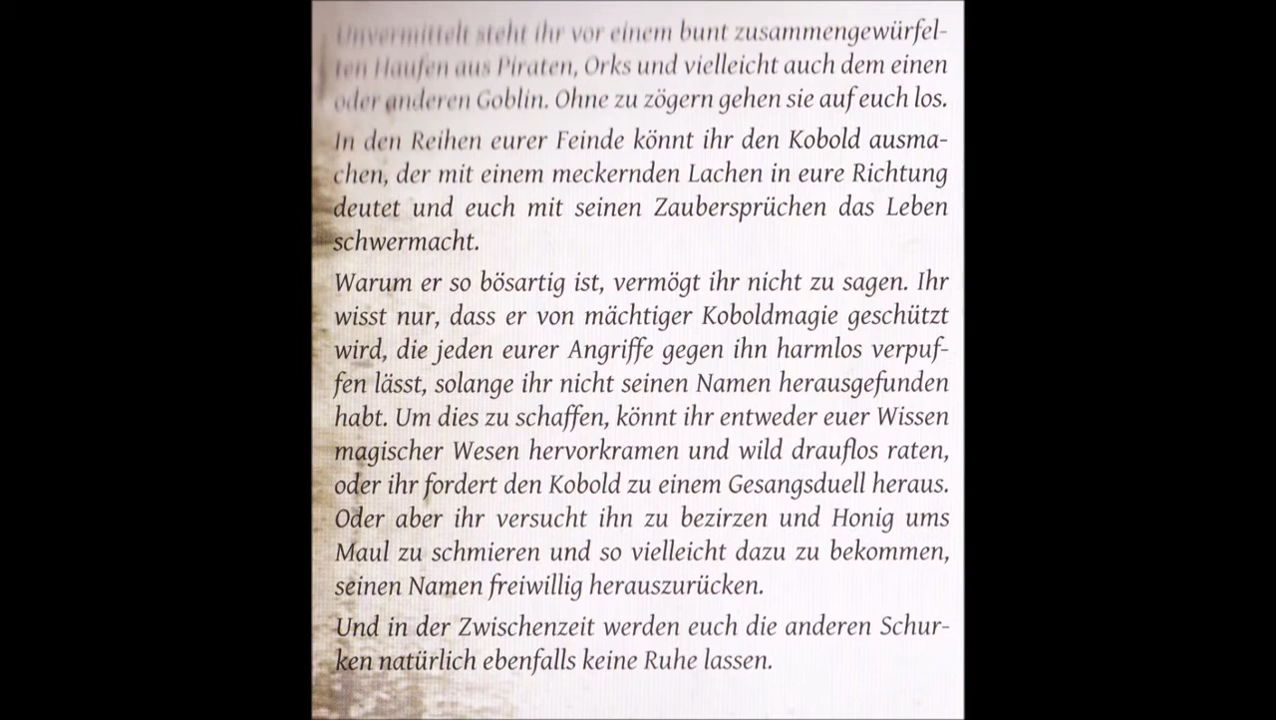 Unvermittelt steht ihr vor einem bunt zusammengewürfel-
ten Haufen aus Piraten, Orks und vielleicht auch dem einen
oder anderen Goblin. Ohne zu zögern gehen sie auf euch los.
In den Reihen eurer Feinde könnt ihr den Kobold ausma-
chen, der mit einem meckernden Lachen in eure Richtung
deutet und euch mit seinen Zaubersprüchen das Leben
schwermacht.
Warum er so bösartig ist, vermögt ihr nicht zu sagen. Ihr
wisst nur, dass er von mächtiger Koboldmagie geschützt
wird, die jeden eurer Angriffe gegen ihn harmlos verpuf-
fen lässt, solange ihr nicht seinen Namen herausgefunden
habt. Um dies zu schaffen, könnt ihr entweder euer Wissen
magischer Wesen hervorkramen und wild drauflos raten,
oder ihr fordert den Kobold zu einem Gesangsduell heraus.
Oder aber ihr versucht ihn zu bezirzen und Honig ums
Maul zu schmieren und so vielleicht dazu zu bekommen,
seinen Namen freiwillig herauszurücken.
Und in der Zwischenzeit werden euch die anderen Schur-
ken natürlich ebenfalls keine Ruhe lassen.